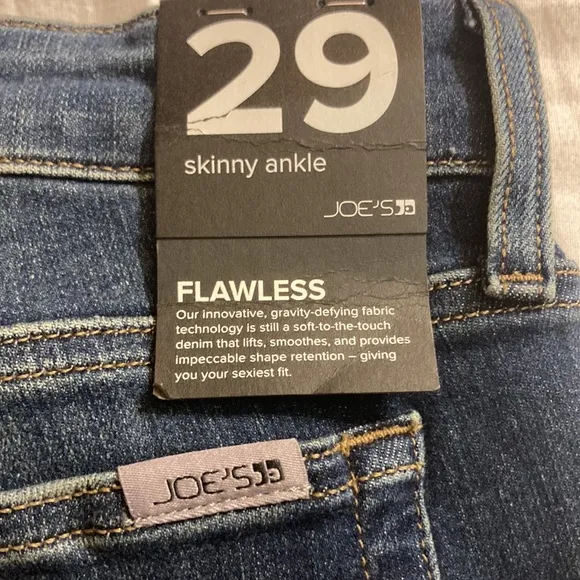 29
skinny ankle
JOE'S
FLAWLESS
Our innovative, gravity-defying fabric
technology is still a soft-to-the-touch
denim that lifts, smoothes, and provides
impeccable shape retention – giving
you your sexiest fit.
JOE'S